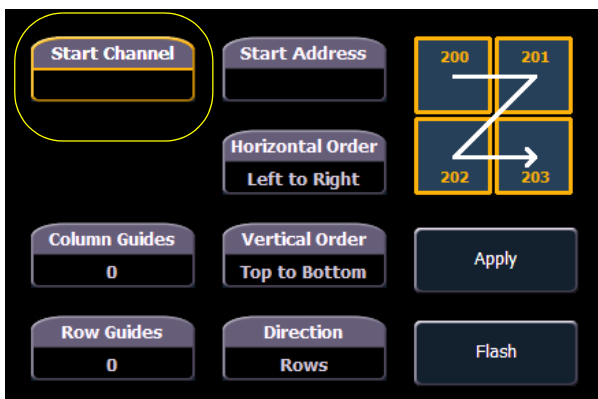 Start Channel
Start Address
200
201
Horizontal Order
Left to Right
202
203
Column Guides
0
Vertical Order
Top to Bottom
Apply
Row Guides
0
Direction
Rows
Flash